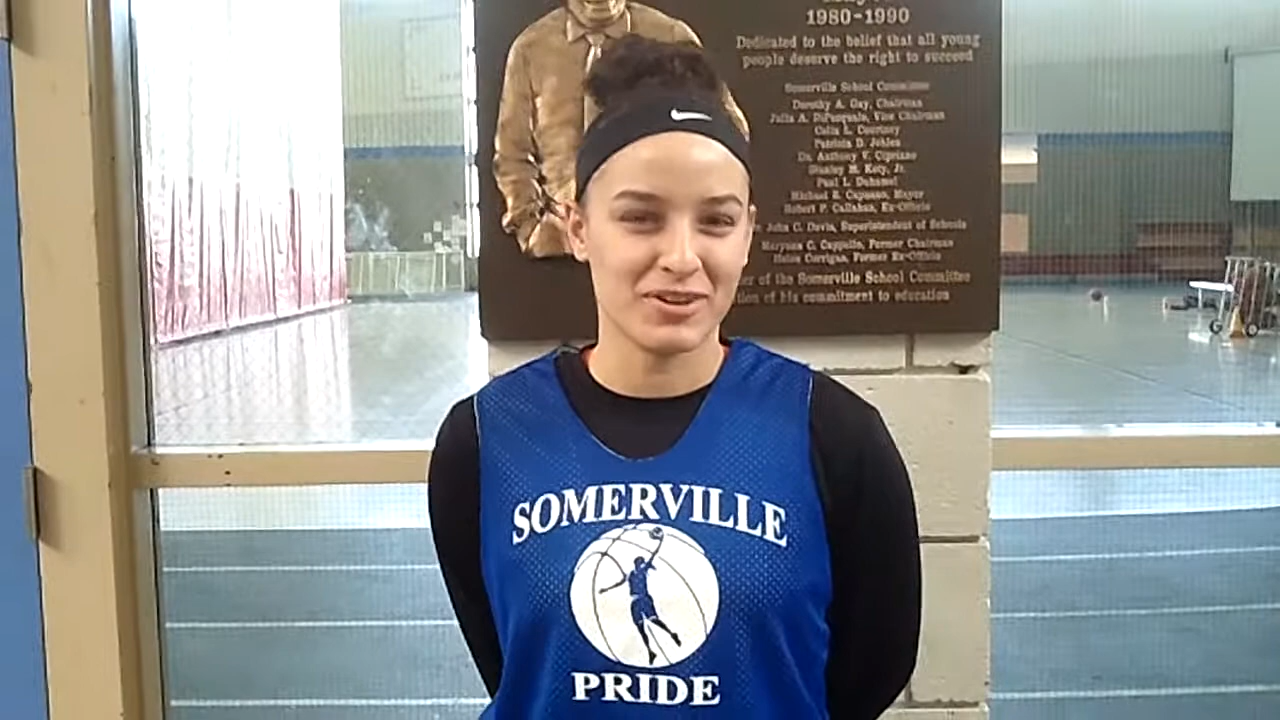 1980-1990
Dedicated to the belief that all young
people deserve the right to succeed
Somerville School Committee
Dorothy A. Gay, Chairman
Julia A. DiPasquale, Vice Chairman
Patricia D. Jehlen
Dr. Anthony V. Cipriano
Stanley M. Koty, Jr.
Paul L. Duhamel
Michael E. Capuano, Mayor
Robert P. Callahan, Ex-Officio
John C. Davis, Superintendent of Schools
Maryann C. Cappello, Former Chairman
Helen Corrigan, Former Ex-Officio
of the Somerville School Committee
of his commitment to education
SOMERVILLE
PRIDE